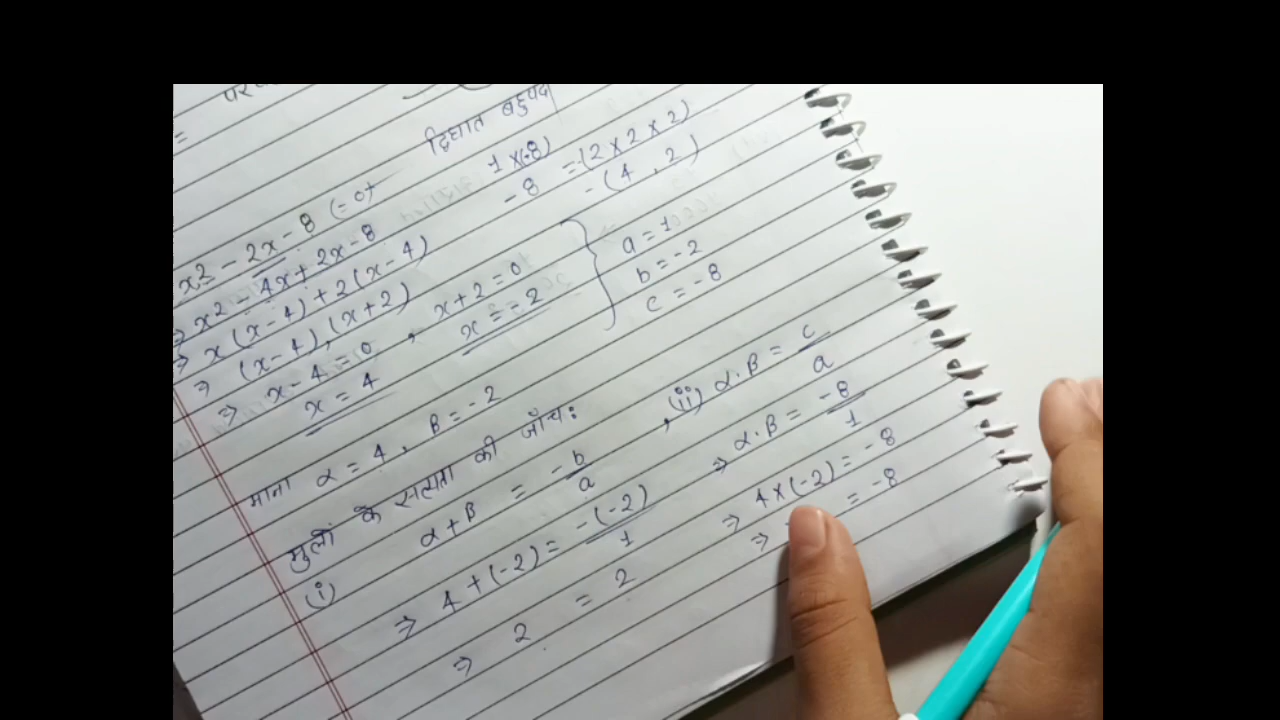 =
द्विघात बहुपद
1×(-8)
-8 = (2 × 2 × 2)
- (4 , 2)
x2 - 2x - 8 (= 0)
⇒ x2 - 4x + 2x - 8
⇒ x (x - 4) + 2 (x - 4)
⇒ (x - 4), (x + 2)
⇒ x - 4 = 0 , x + 2 = 0
x = 4 x = -2
a = 1
b = -2
c = -8
माना α = 4 , β = -2
मुलों के सत्यता की जाँच:
(i) α + β = -b/a
⇒ 4 + (-2) = -(-2)/1
⇒ 2 = 2
, (ii) α·β = c/a
⇒ α·β = -8/1
⇒ 4×(-2) = -8
⇒ = -8